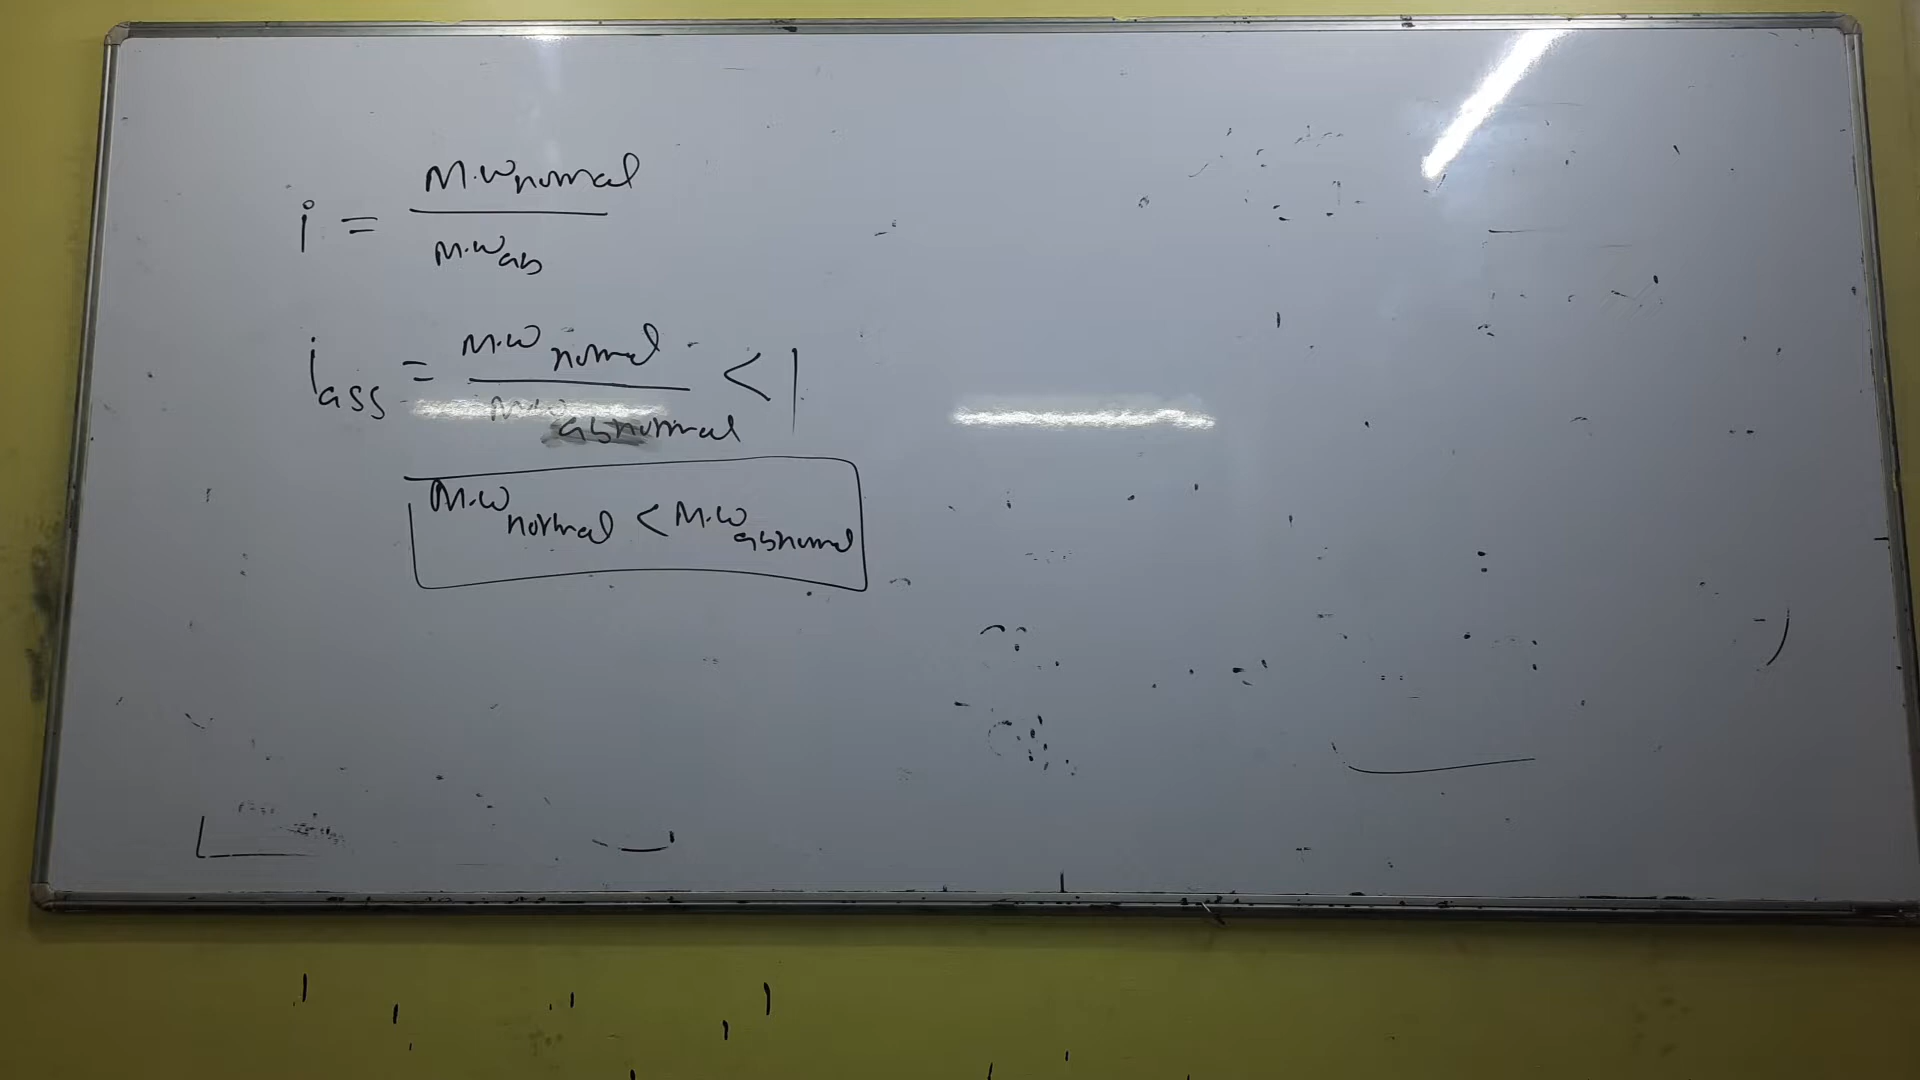 i = M.W normal / M.W ab
i ass = M.W normal / M.W abnormal < 1
M.W normal < M.W abnormal